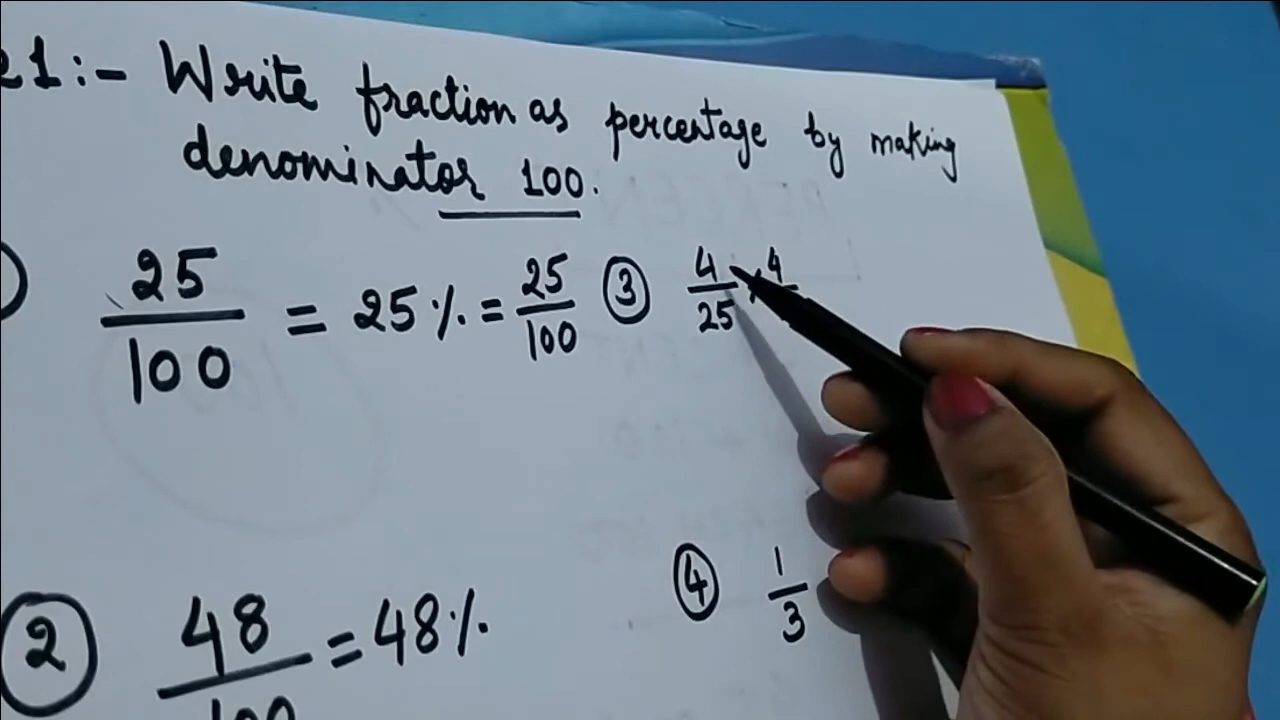 21:- Write fraction as percentage by making
denominator 100.
25/100 = 25% = 25/100
③ 4/25 × 4/
② 48/100 = 48%
④ 1/3